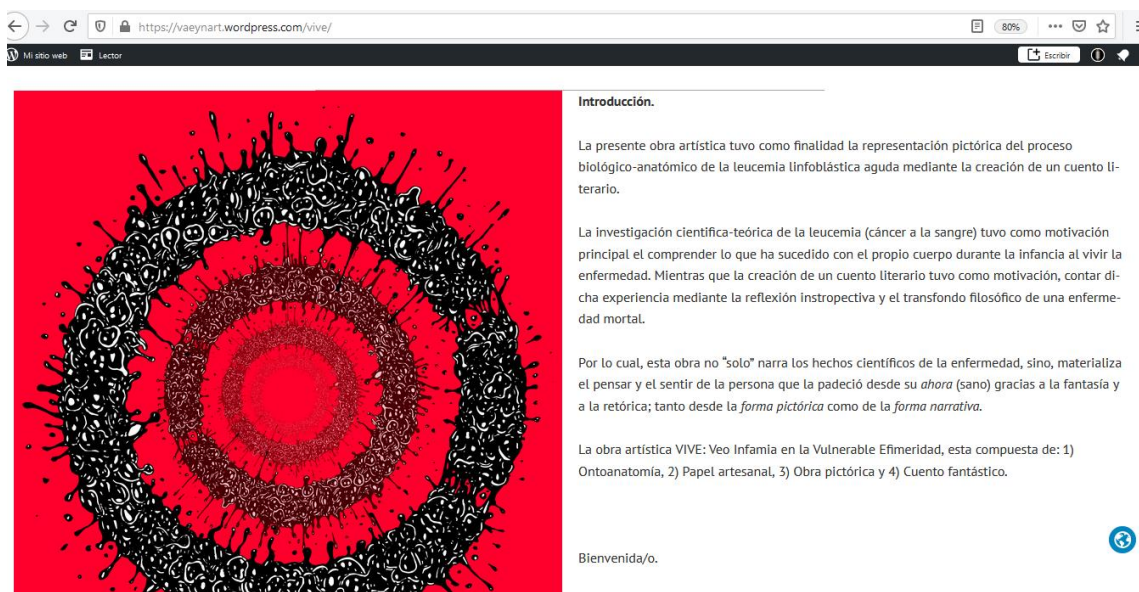 https://vaeynart.wordpress.com/vive/
80%
Mi sitio web Lector
Escribir
Introducción.
La presente obra artística tuvo como finalidad la representación pictórica del proceso
biológico-anatómico de la leucemia linfoblástica aguda mediante la creación de un cuento li-
terario.
La investigación científica-teórica de la leucemia (cáncer a la sangre) tuvo como motivación
principal el comprender lo que ha sucedido con el propio cuerpo durante la infancia al vivir la
enfermedad. Mientras que la creación de un cuento literario tuvo como motivación, contar di-
cha experiencia mediante la reflexión instropectiva y el transfondo filosófico de una enferme-
dad mortal.
Por lo cual, esta obra no “solo” narra los hechos científicos de la enfermedad, sino, materializa
el pensar y el sentir de la persona que la padeció desde su ahora (sano) gracias a la fantasía y
a la retórica; tanto desde la forma pictórica como de la forma narrativa.
La obra artística VIVE: Veo Infamia en la Vulnerable Efimeridad, esta compuesta de: 1)
Ontoanatomía, 2) Papel artesanal, 3) Obra pictórica y 4) Cuento fantástico.
Bienvenida/o.